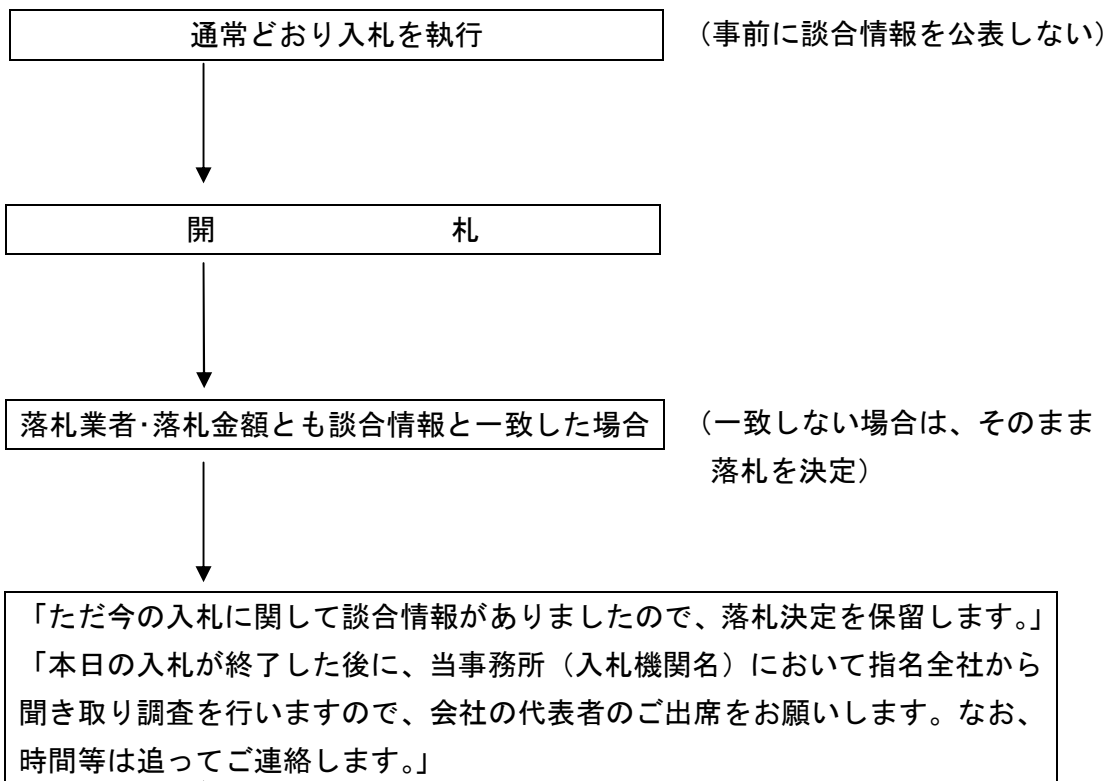 通常どおり入札を執行 （事前に談合情報を公表しない）
開 札
落札業者・落札金額とも談合情報と一致した場合 （一致しない場合は、そのまま
落札を決定）
「ただ今の入札に関して談合情報がありましたので、落札決定を保留します。」
「本日の入札が終了した後に、当事務所（入札機関名）において指名全社から
聞き取り調査を行いますので、会社の代表者のご出席をお願いします。なお、
時間等は追ってご連絡します。」